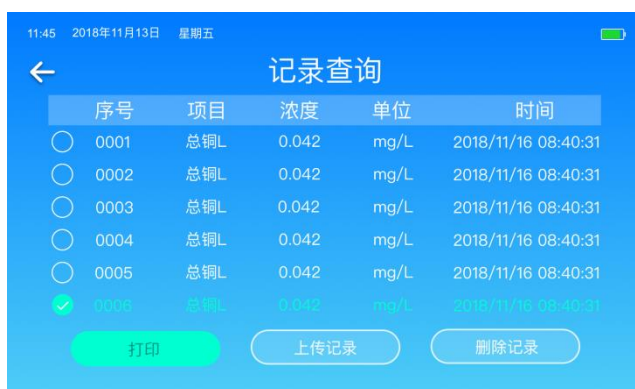 11:45 2018年11月13日 星期五
记录查询
序号 项目 浓度 单位 时间
0001 总铜L 0.042 mg/L 2018/11/16 08:40:31
0002 总铜L 0.042 mg/L 2018/11/16 08:40:31
0003 总铜L 0.042 mg/L 2018/11/16 08:40:31
0004 总铜L 0.042 mg/L 2018/11/16 08:40:31
0005 总铜L 0.042 mg/L 2018/11/16 08:40:31
0006 总铜L 0.042 mg/L 2018/11/16 08:40:31
打印 上传记录 删除记录